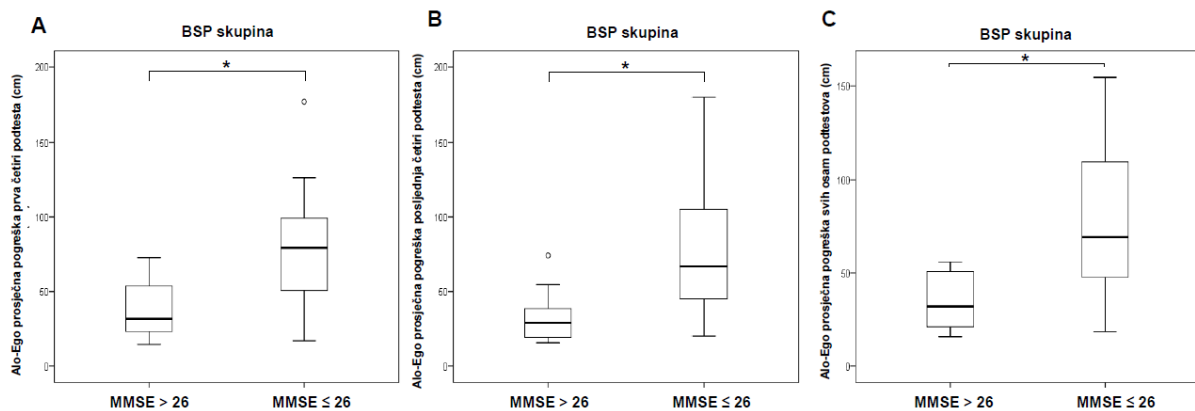 A
BSP skupina
*
Alo-Ego prosječna pogreška prva četiri podtesta (cm)
200
150
100
50
0
MMSE > 26
MMSE ≤ 26
B
BSP skupina
*
Alo-Ego prosječna pogreška posljednja četiri podtesta (cm)
200
150
100
50
0
MMSE > 26
MMSE ≤ 26
C
BSP skupina
*
Alo-Ego prosječna pogreška svih osam podtestova (cm)
150
100
50
0
MMSE > 26
MMSE ≤ 26